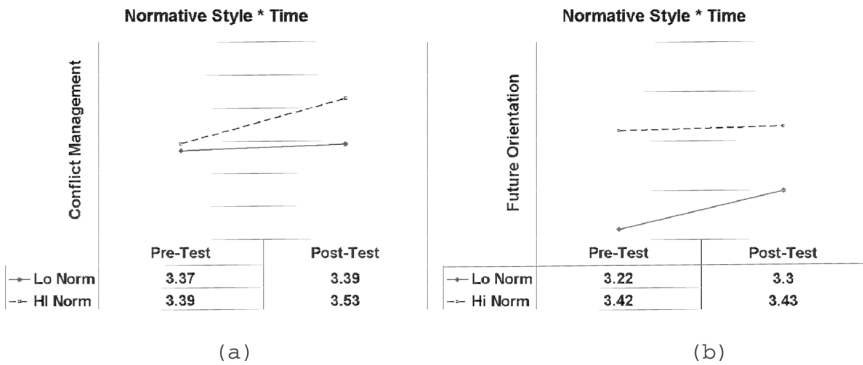 Normative Style * Time
Conflict Management
Pre-Test Post-Test
Lo Norm 3.37 3.39
HI Norm 3.39 3.53
(a)
Normative Style * Time
Future Orientation
Pre-Test Post-Test
Lo Norm 3.22 3.3
Hi Norm 3.42 3.43
(b)